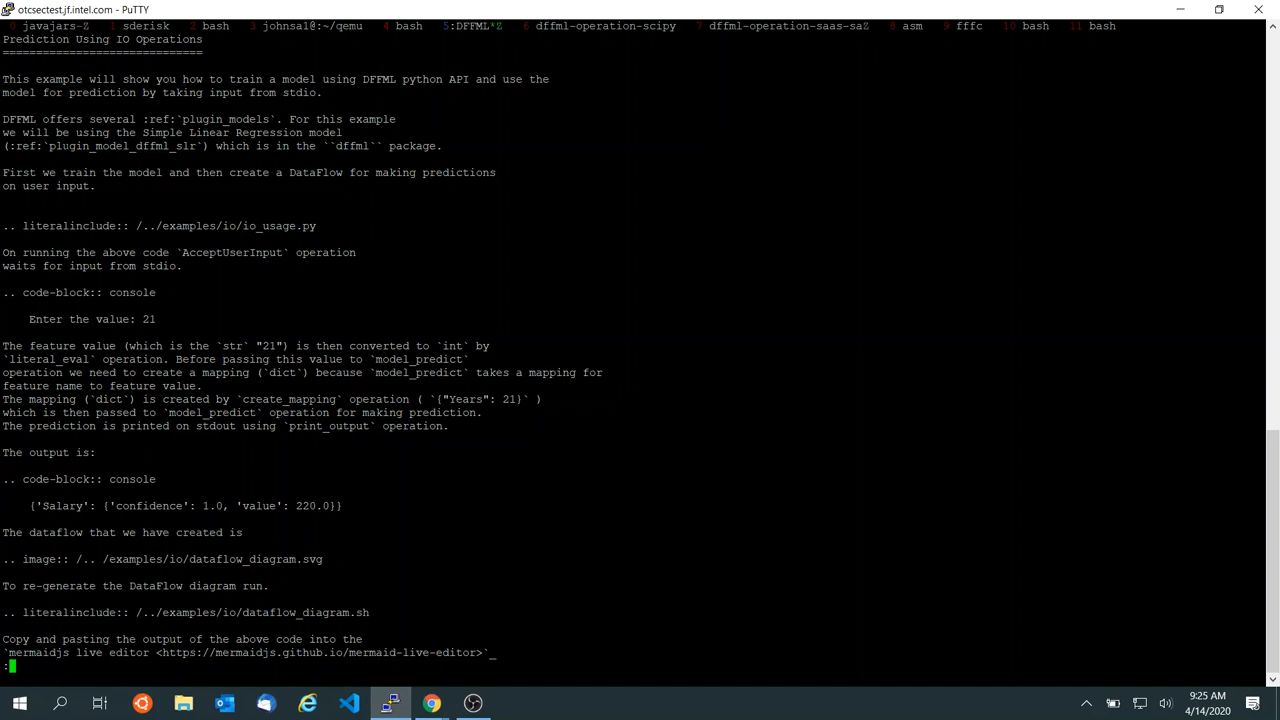 otcsectest.jf.intel.com - PuTTY
0 javajars-Z 1 sderisk 2 bash 3 johnsa1@:~/qemu 4 bash 5:DFFML*Z 6 dffml-operation-scipy 7 dffml-operation-saas-saZ 8 asm 9 fffc 10 bash 11 bash
Prediction Using IO Operations
==============================
This example will show you how to train a model using DFFML python API and use the
model for prediction by taking input from stdio.
DFFML offers several :ref:`plugin_models`. For this example
we will be using the Simple Linear Regression model
(:ref:`plugin_model_dffml_slr`) which is in the ``dffml`` package.
First we train the model and then create a DataFlow for making predictions
on user input.
.. literalinclude:: /../examples/io/io_usage.py
On running the above code `AcceptUserInput` operation
waits for input from stdio.
.. code-block:: console
Enter the value: 21
The feature value (which is the `str` "21") is then converted to `int` by
`literal_eval` operation. Before passing this value to `model_predict`
operation we need to create a mapping (`dict`) because `model_predict` takes a mapping for
feature name to feature value.
The mapping (`dict`) is created by `create_mapping` operation ( `{"Years": 21}` )
which is then passed to `model_predict` operation for making prediction.
The prediction is printed on stdout using `print_output` operation.
The output is:
.. code-block:: console
{'Salary': {'confidence': 1.0, 'value': 220.0}}
The dataflow that we have created is
.. image:: /.. /examples/io/dataflow_diagram.svg
To re-generate the DataFlow diagram run.
.. literalinclude:: /../examples/io/dataflow_diagram.sh
Copy and pasting the output of the above code into the
`mermaidjs live editor <https://mermaidjs.github.io/mermaid-live-editor>`_
:
9:25 AM
4/14/2020